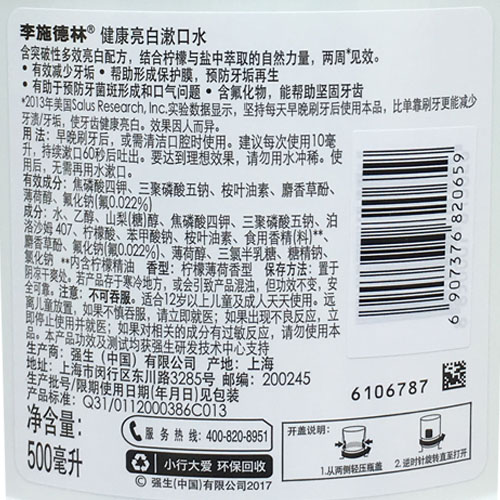 李施德林® 健康亮白漱口水
含突破性多效亮白配方，结合柠檬与盐中萃取的自然力量，两周*见效。
• 有效减少牙垢 • 帮助形成保护膜，预防牙垢再生
• 有助于预防牙菌斑形成和口气问题 • 含氟化物，能帮助坚固牙齿
*2013年美国Salus Research, Inc.实验数据显示，坚持每天早晚刷牙后使用本品，比单靠刷牙更能减少
牙渍/牙垢，使牙齿健康亮白。效果因人而异。
用 法：早晚刷牙后，或需清洁口腔时使用。建议每次使用10毫
升，持续漱口60秒后吐出。要达到理想效果，请勿用水冲稀。使
用后，无需再用水漱口。
有效成分：焦磷酸四钾、三聚磷酸五钠、桉叶油素、麝香草酚、
薄荷醇、氟化钠(氟0.022%)
成分：水、乙醇、山梨(糖)醇、焦磷酸四钾、三聚磷酸五钠、泊
洛沙姆 407、柠檬酸、苯甲酸钠、桉叶油素、食用香精(料)**、
麝香草酚、氟化钠(氟0.022%)、薄荷醇、三氯半乳糖、糖精钠、
氯化钠 **内含柠檬精油 香型：柠檬薄荷香型 保存方法：置于
阴凉干爽处。若产品存于寒冷地方，或会引致产品混浊，但功效不变，安
全可靠。注意：不可吞服。适合12岁以上儿童及成人天天使用。远
离儿童放置，如果不慎吞服，请立即就医；如果出现不良反应，立
即停止使用并就医；如果对相关的成分有过敏反应，请勿使用本
品。本产品功效及测试均获强生研发技术中心支持
生产商：强生（中国）有限公司 产地：上海
地 址：上海市闵行区东川路3285号 邮编：200245
生产批号/限期使用日期(年月日)见包装
产品标准：Q31/0112000386C013
净含量：
500毫升
服务热线：400-820-8951
小行大爱 环保回收
©强生(中国)有限公司2017
6 907376 820659
6106787
开盖说明：
1.从两侧轻压瓶盖
2. 逆时针旋转直至打开